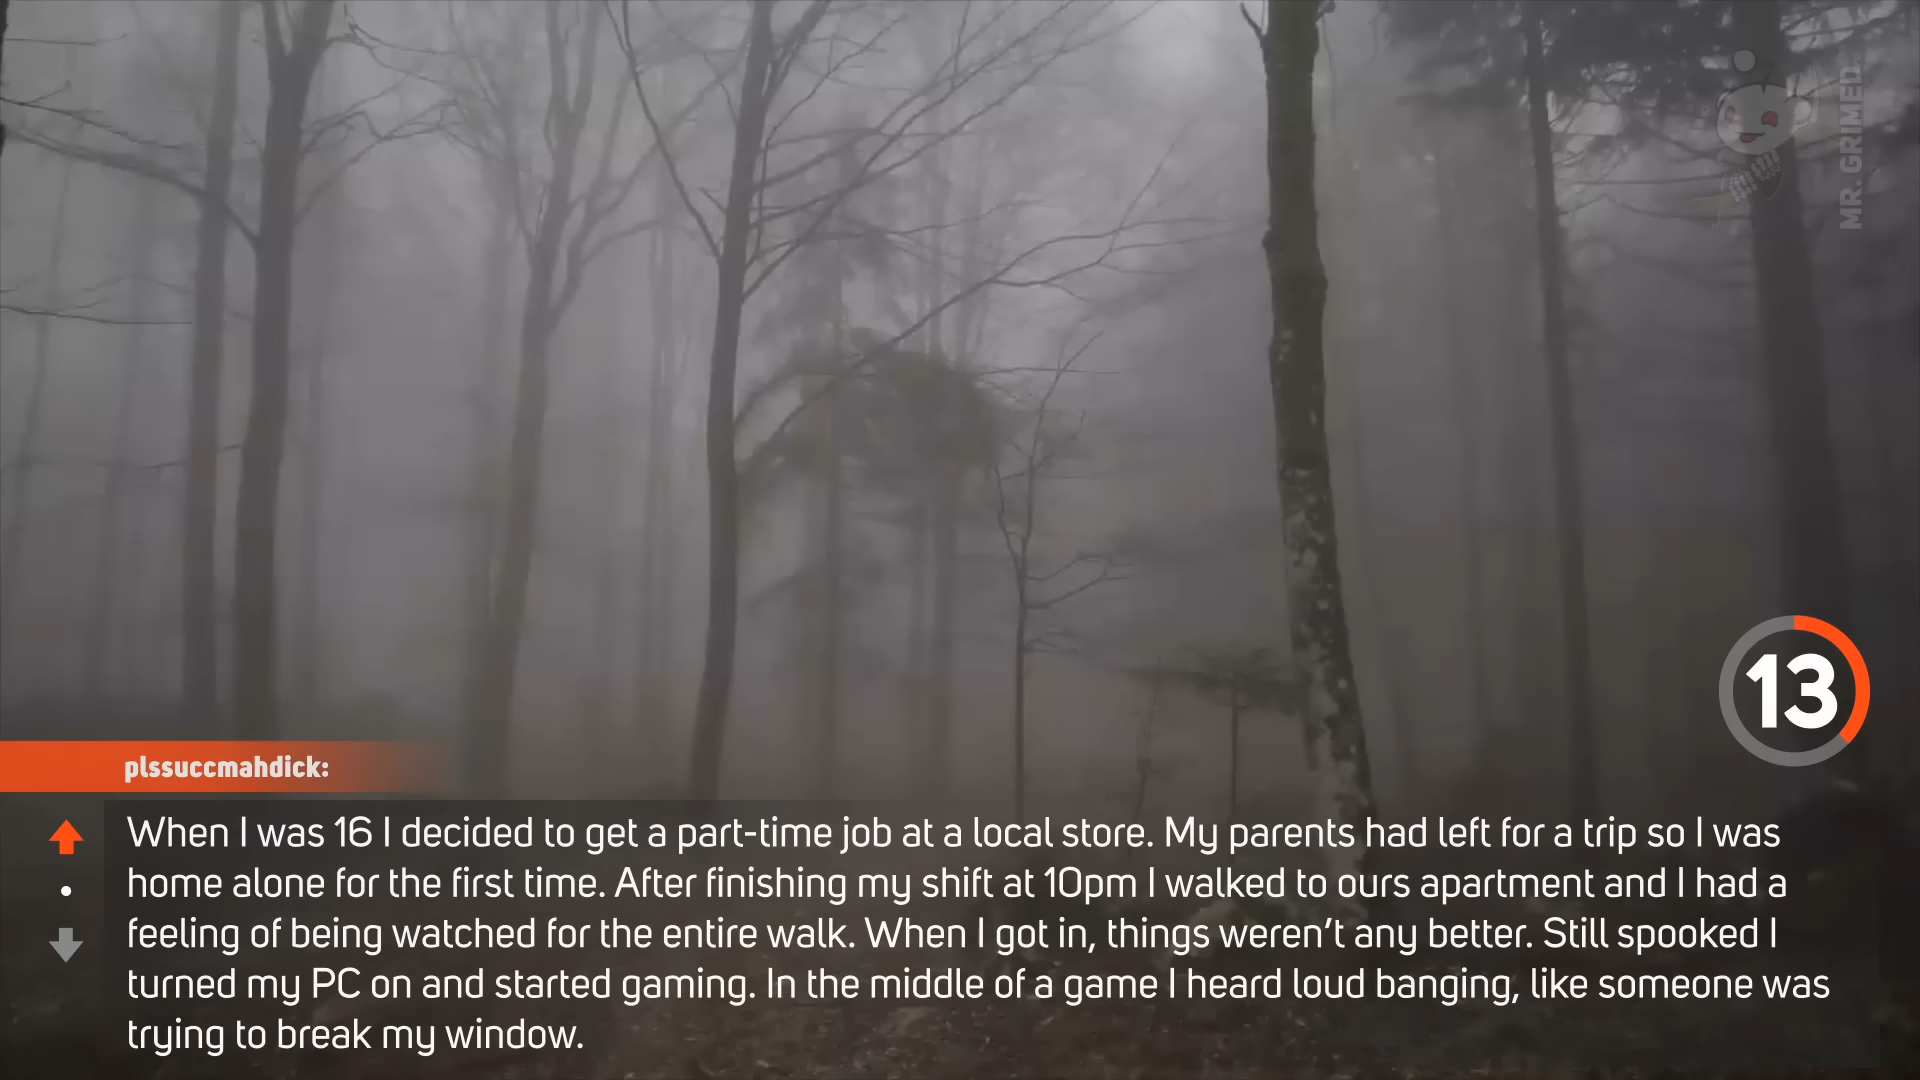 MR. GRIMED
13
plssuccmahdick:
When I was 16 I decided to get a part-time job at a local store. My parents had left for a trip so I was
home alone for the first time. After finishing my shift at 10pm I walked to ours apartment and I had a
feeling of being watched for the entire walk. When I got in, things weren't any better. Still spooked I
turned my PC on and started gaming. In the middle of a game I heard loud banging, like someone was
trying to break my window.